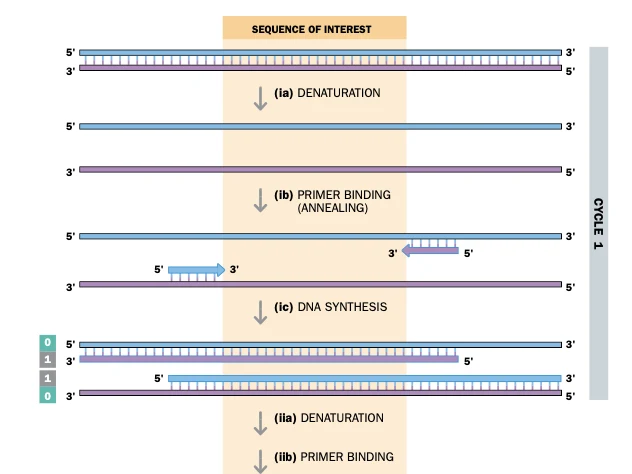 SEQUENCE OF INTEREST
5' 3'
3' 5'
(ia) DENATURATION
5' 3'
3' 5'
(ib) PRIMER BINDING
(ANNEALING)
5' 3'
3' 5'
5' 3'
3' 5'
(ic) DNA SYNTHESIS
0 5' 3'
1 3' 5'
1 5' 3'
0 3' 5'
(iia) DENATURATION
(iib) PRIMER BINDING
CYCLE 1